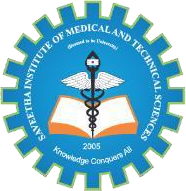 SAVEETHA INSTITUTE OF MEDICAL AND TECHNICAL SCIENCES
(Deemed to be University)
2005
Knowledge Conquers All